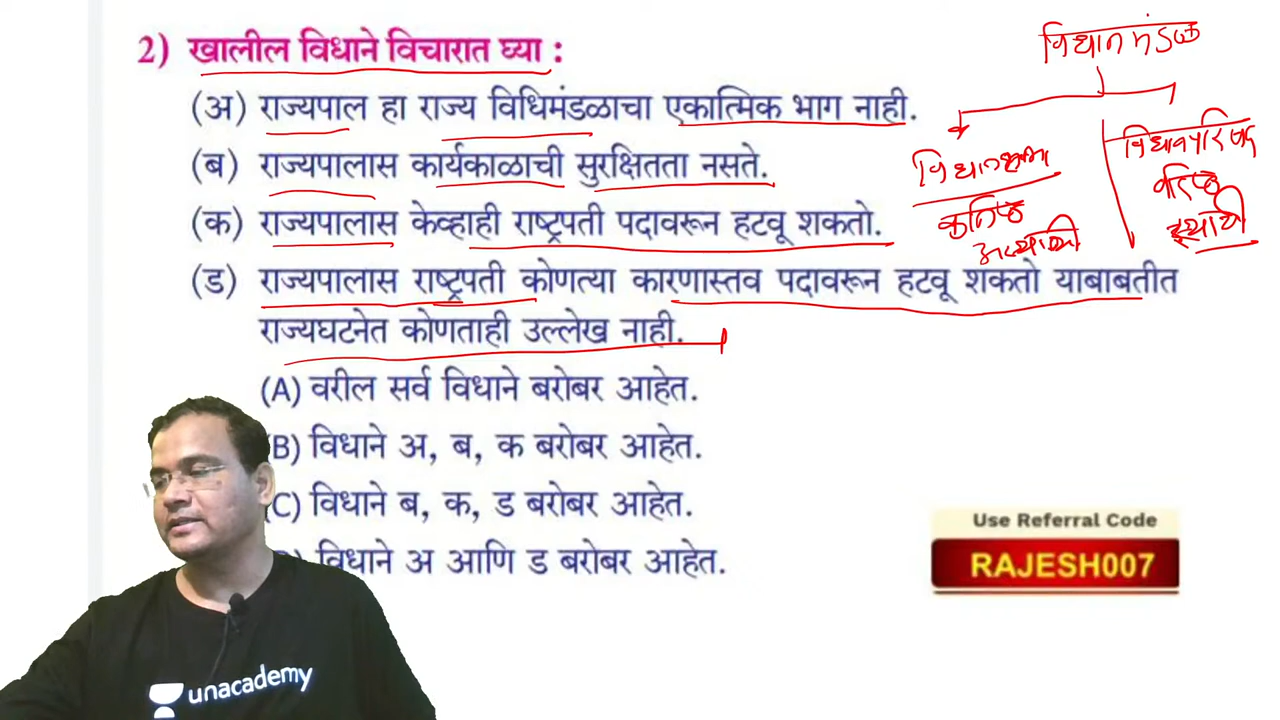 2) खालील विधाने विचारात घ्या :
(अ) राज्यपाल हा राज्य विधिमंडळाचा एकात्मिक भाग नाही.
(ब) राज्यपालास कार्यकाळाची सुरक्षितता नसते.
(क) राज्यपालास केव्हाही राष्ट्रपती पदावरून हटवू शकतो.
(ड) राज्यपालास राष्ट्रपती कोणत्या कारणास्तव पदावरून हटवू शकतो याबाबतीत
राज्यघटनेत कोणताही उल्लेख नाही.
(A) वरील सर्व विधाने बरोबर आहेत.
(B) विधाने अ, ब, क बरोबर आहेत.
(C) विधाने ब, क, ड बरोबर आहेत.
विधाने अ आणि ड बरोबर आहेत.
विधानमंडळ
विधानसभा
कनिष्ठ
अस्थायी
विधानपरिषद
वरिष्ठ
स्थायी
Use Referral Code
RAJESH007
unacademy